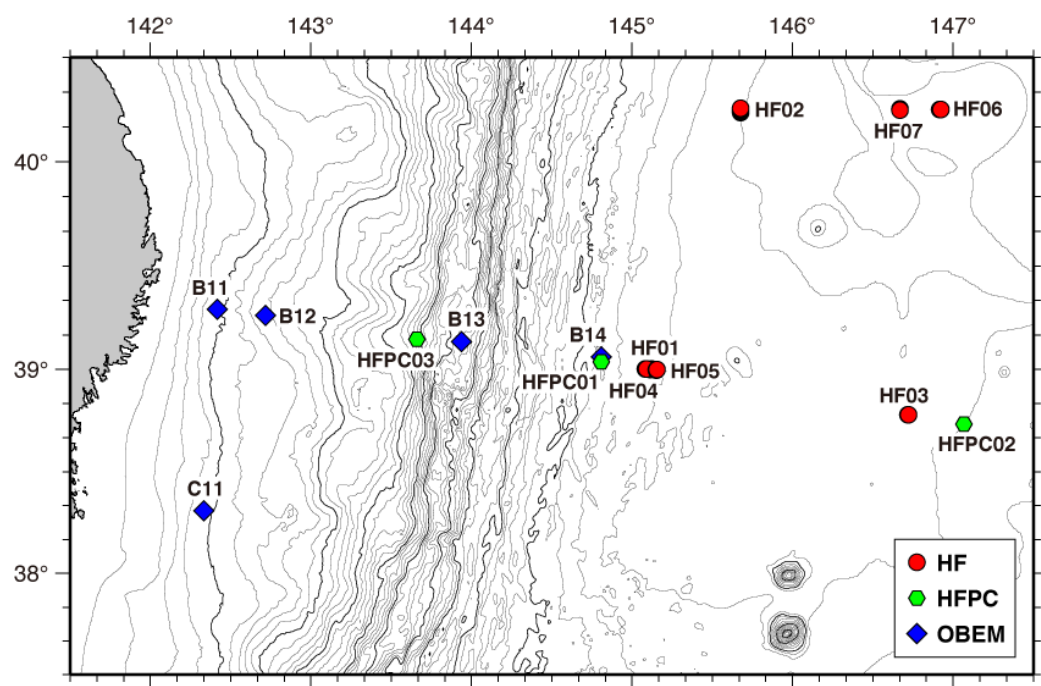 142° 143° 144° 145° 146° 147°
HF02
HF06
HF07
40°
B11
B12
B13
B14
HF01
HFPC03
39°
HFPC01
HF05
HF04
HF03
HFPC02
C11
38°
HF
HFPC
OBEM